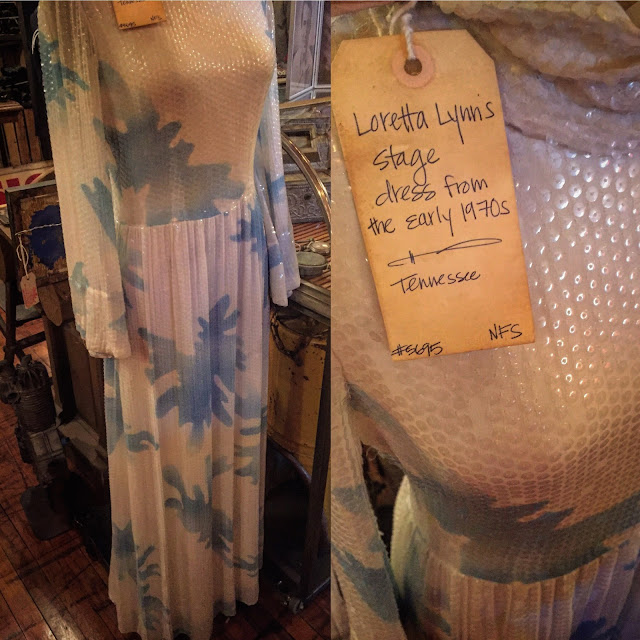 Loretta Lynn's
stage
dress from
the early 1970s
Tennessee
#5695
NFS